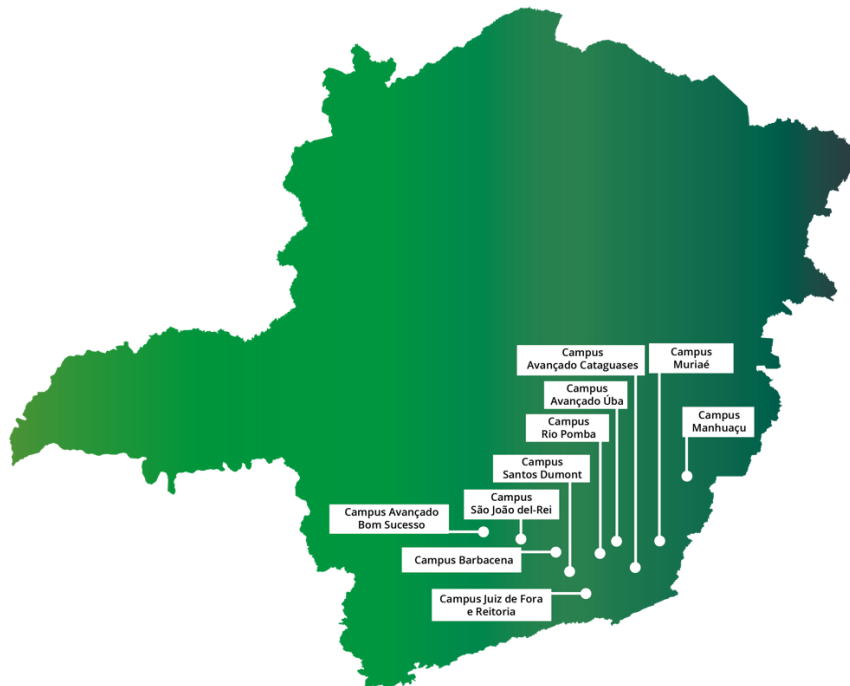 Campus
Avançado Cataguases
Campus
Muriaé
Campus
Avançado Úba
Campus
Manhuaçu
Campus
Rio Pomba
Campus
Santos Dumont
Campus
São João del-Rei
Campus Avançado
Bom Sucesso
Campus Barbacena
Campus Juiz de Fora
e Reitoria